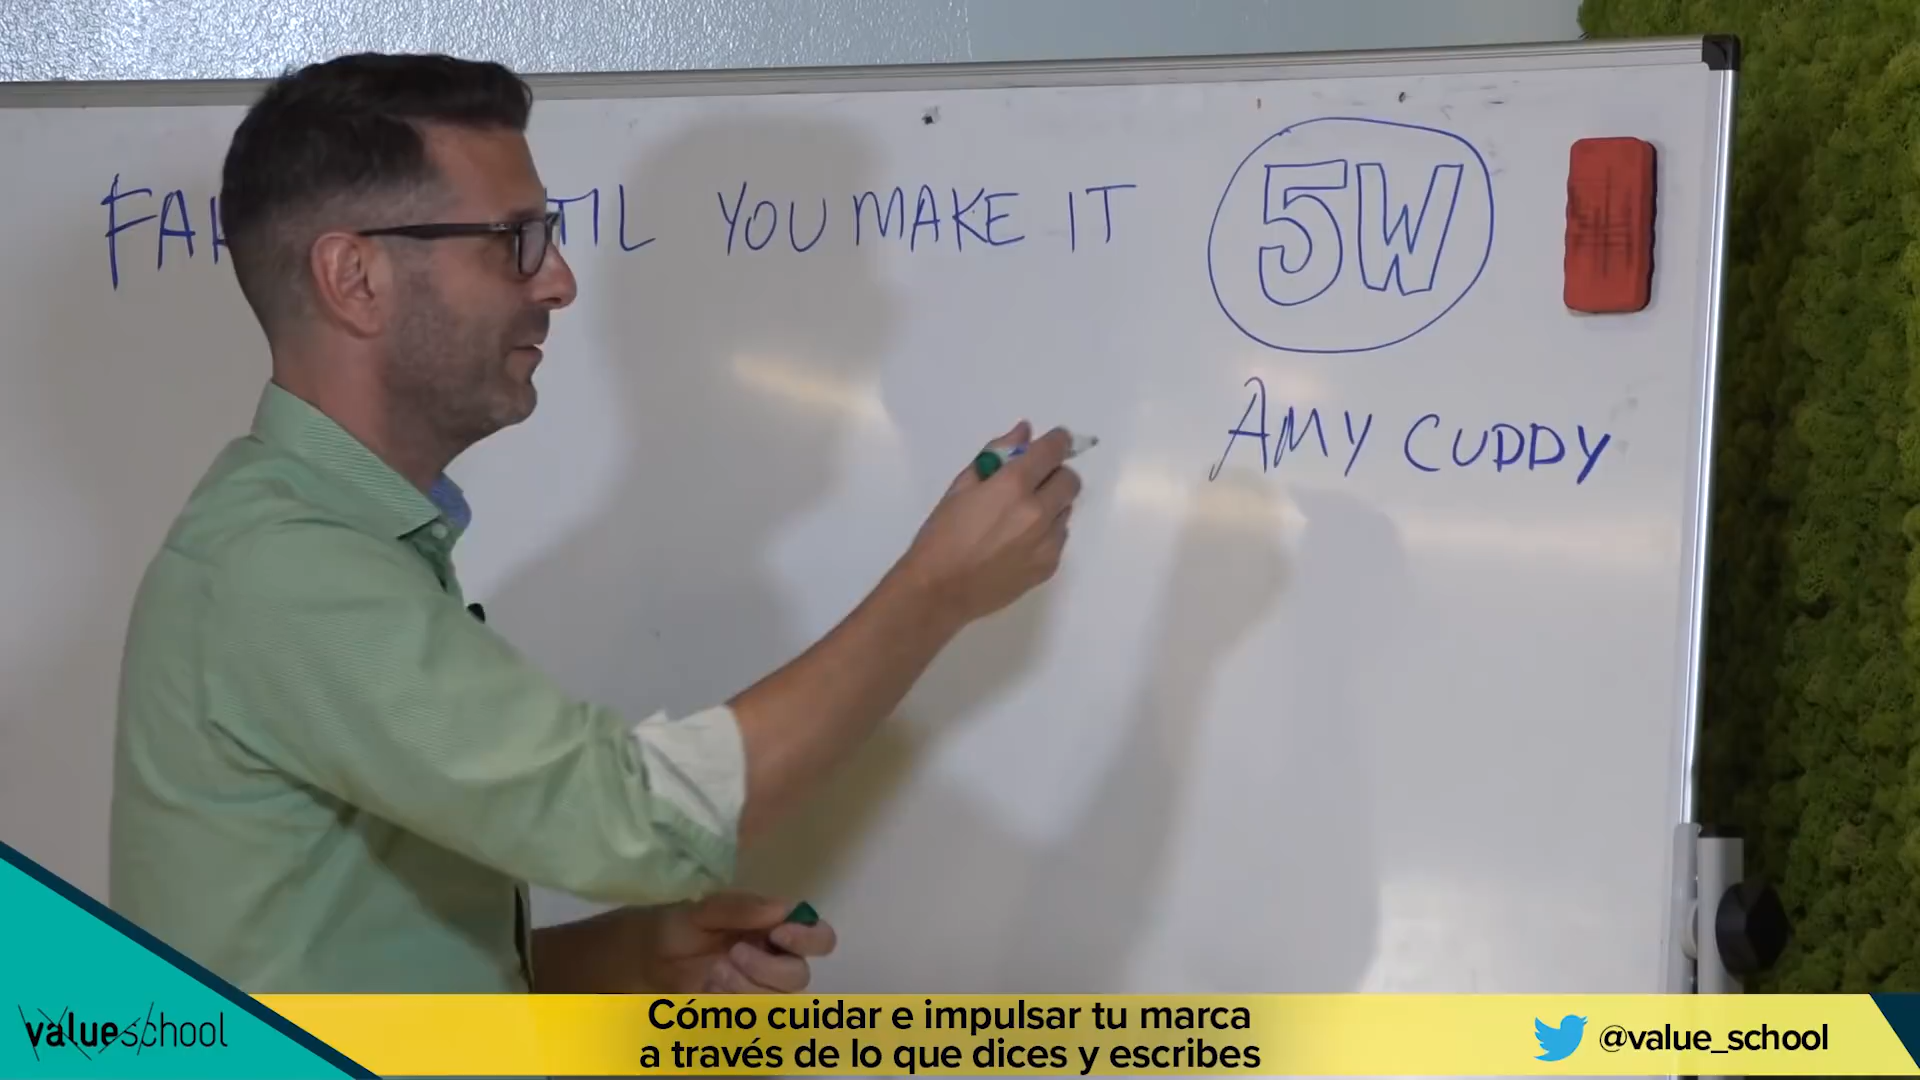 FA TIL YOU MAKE IT
5W
AMY CUDDY
valueschool
Cómo cuidar e impulsar tu marca
a través de lo que dices y escribes
@value_school